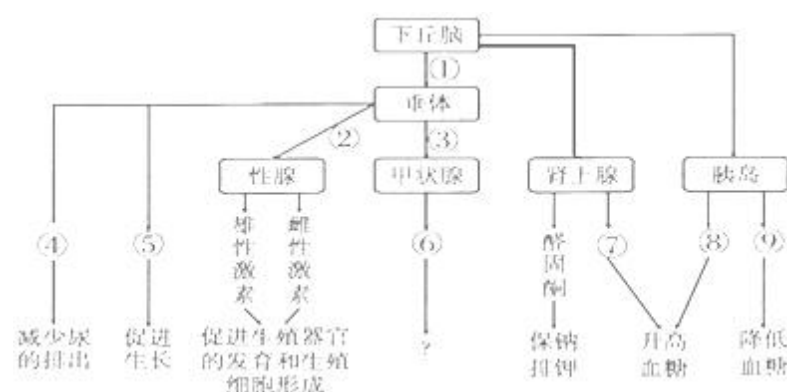 下丘脑
①
垂体
② ③
性腺 甲状腺 肾上腺 胰岛
④ ⑤ 雄性激素 雌性激素 ⑥ 醛固酮 ⑦ ⑧ ⑨
减少尿 促进 促进生殖器官 ? 保钠 升高 降低
的排出 生长 的发育和生殖 排钾 血糖 血糖
细胞形成